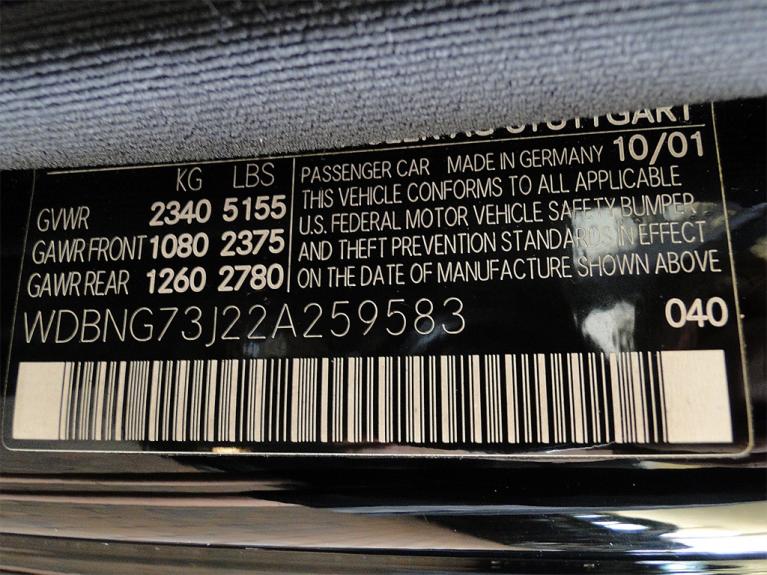 STUTTGART
KG LBS
GVWR 2340 5155
GAWR FRONT 1080 2375
GAWR REAR 1260 2780
PASSENGER CAR MADE IN GERMANY 10/01
THIS VEHICLE CONFORMS TO ALL APPLICABLE
U.S. FEDERAL MOTOR VEHICLE SAFETY BUMPER
AND THEFT PREVENTION STANDARDS IN EFFECT
ON THE DATE OF MANUFACTURE SHOWN ABOVE
WDBNG73J22A259583 040